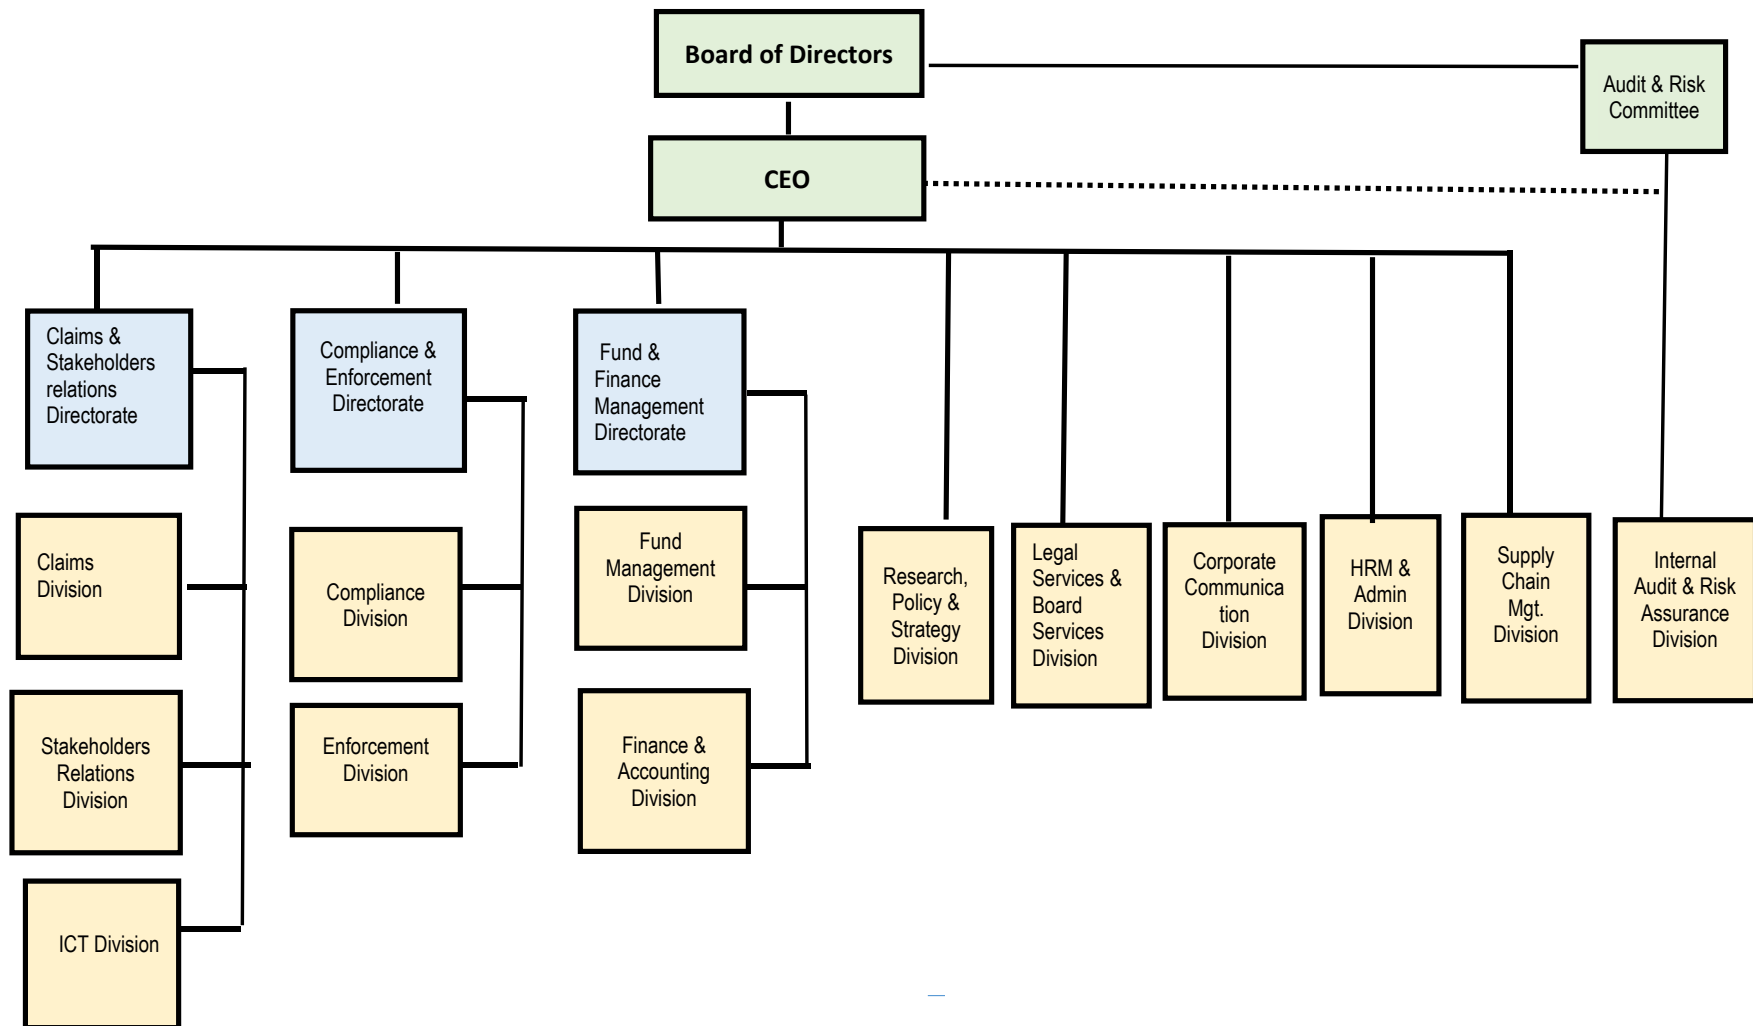 Board of Directors
Audit & Risk
Committee
CEO
Claims &
Stakeholders
relations
Directorate
Compliance &
Enforcement
Directorate
Fund &
Finance
Management
Directorate
Claims
Division
Compliance
Division
Fund
Management
Division
Research,
Policy &
Strategy
Division
Legal
Services &
Board
Services
Division
Corporate
Communica
tion
Division
HRM &
Admin
Division
Supply
Chain
Mgt.
Division
Internal
Audit & Risk
Assurance
Division
Stakeholders
Relations
Division
Enforcement
Division
Finance &
Accounting
Division
ICT Division